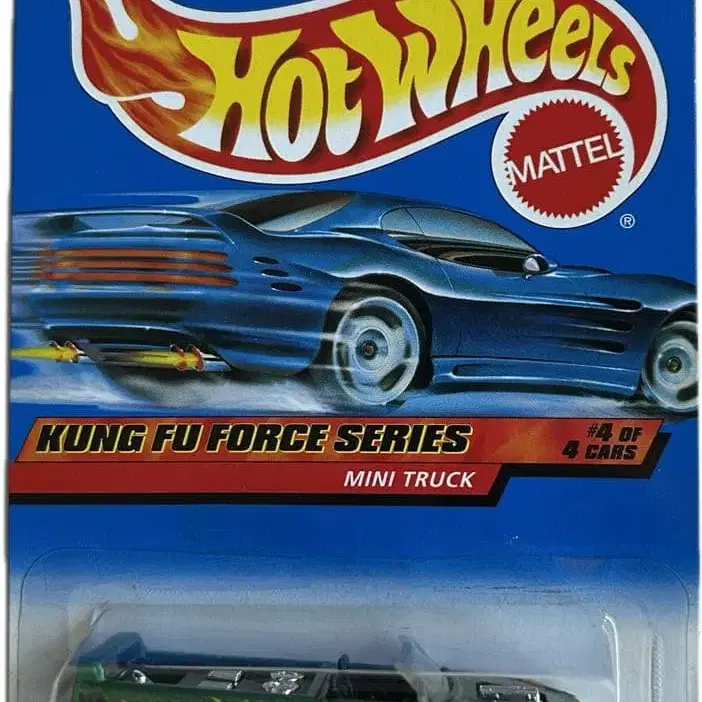 HOT WHEELS
MATTEL
®
KUNG FU FORCE SERIES
#4 OF
4 CARS
MINI TRUCK